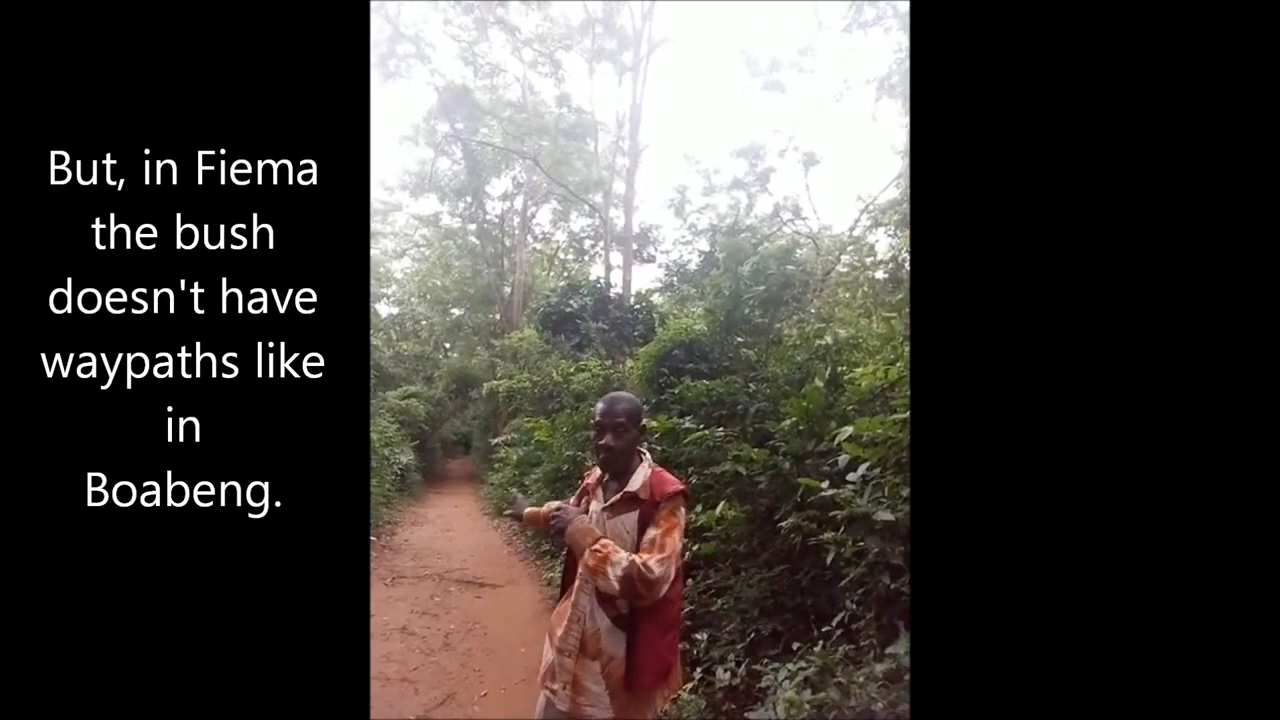 But, in Fiema
the bush
doesn't have
waypaths like
in
Boabeng.